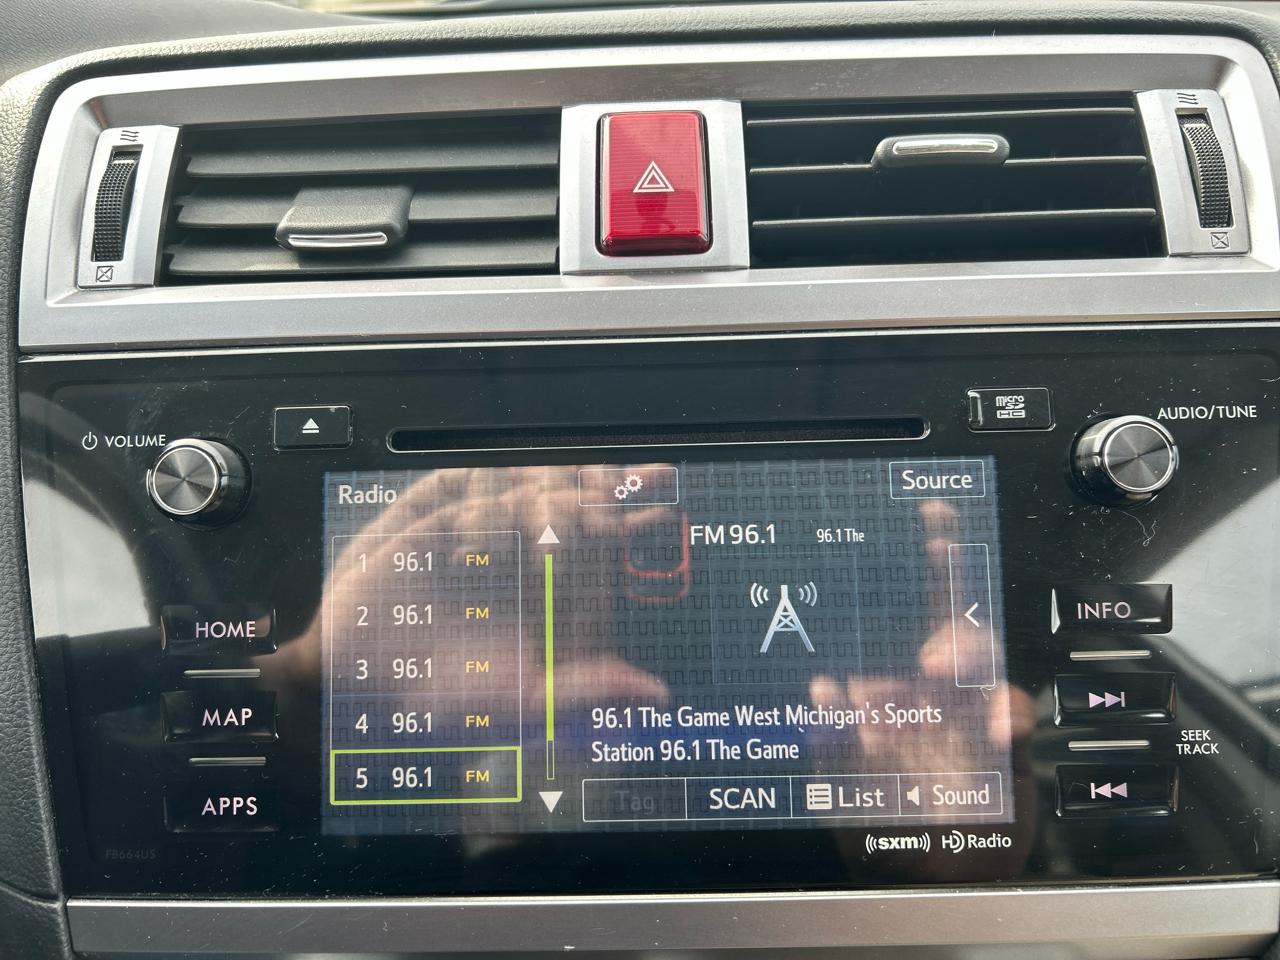 VOLUME
AUDIO/TUNE
micro
SD
HC
Radio
Source
FM 96.1 96.1 The
1 96.1 FM
2 96.1 FM
3 96.1 FM
4 96.1 FM
5 96.1 FM
96.1 The Game West Michigan's Sports
Station 96.1 The Game
Tag SCAN List Sound
HOME
MAP
APPS
INFO
SEEK
TRACK
FB664US
((sxm)) HD Radio